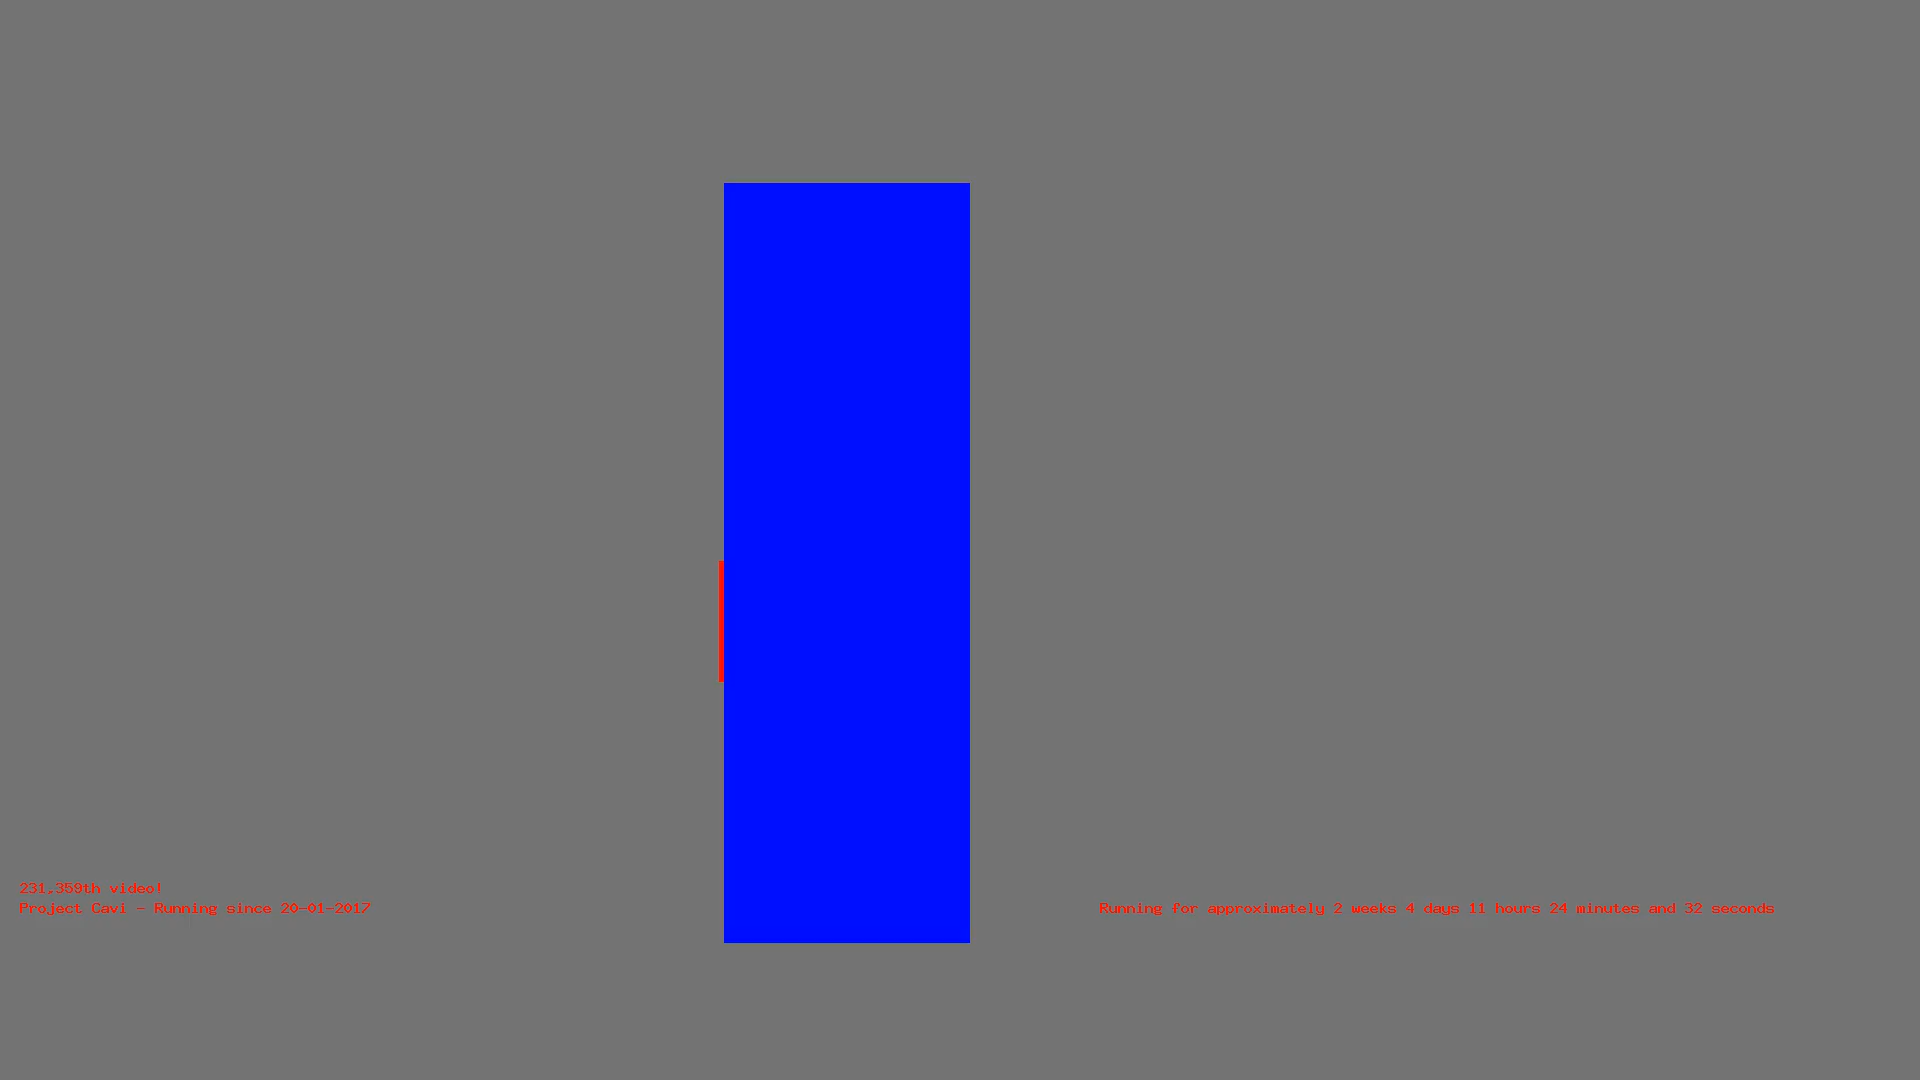 231,359th video!
Project Cavi - Running since 20-01-2017
Running for approximately 2 weeks 4 days 11 hours 24 minutes and 32 seconds